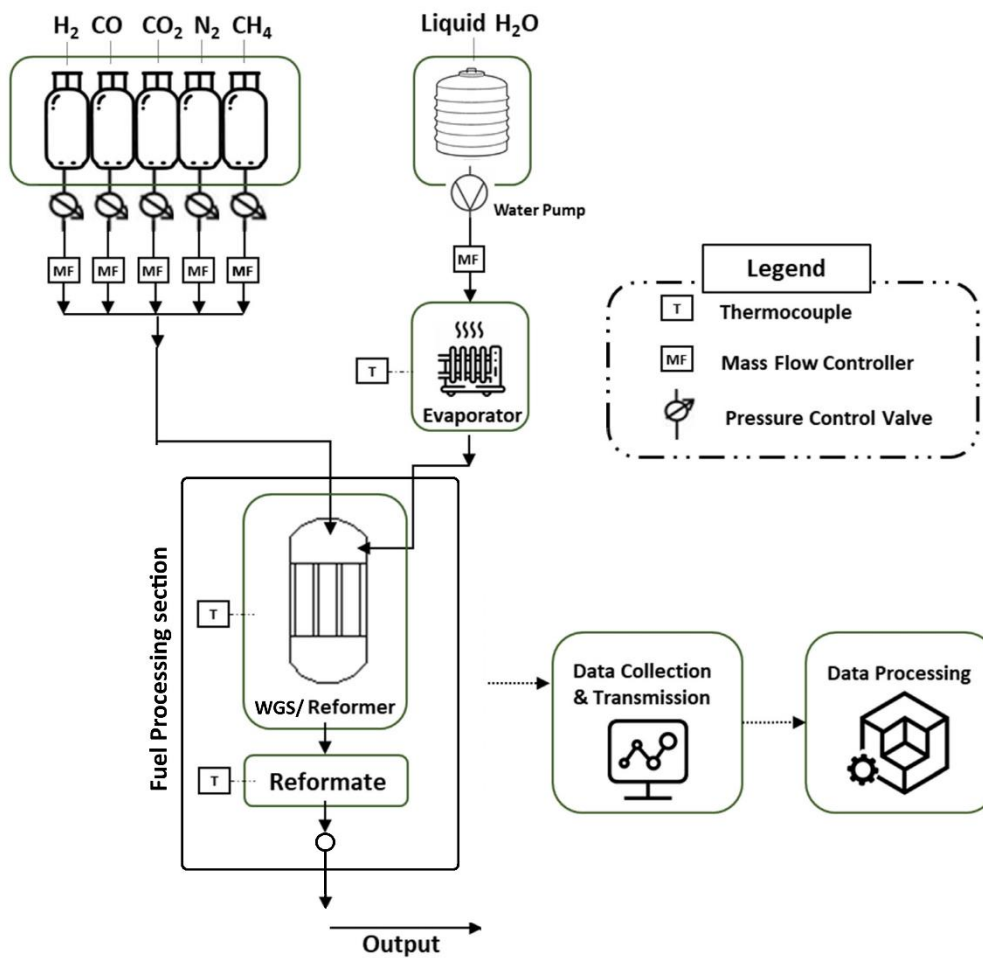 H₂ CO CO₂ N₂ CH₄
Liquid H₂O
Water Pump
MF MF MF MF MF
MF
Legend
T Thermocouple
MF Mass Flow Controller
Pressure Control Valve
T
Evaporator
Fuel Processing section
T
WGS/ Reformer
T
Reformate
Output
Data Collection
& Transmission
Data Processing